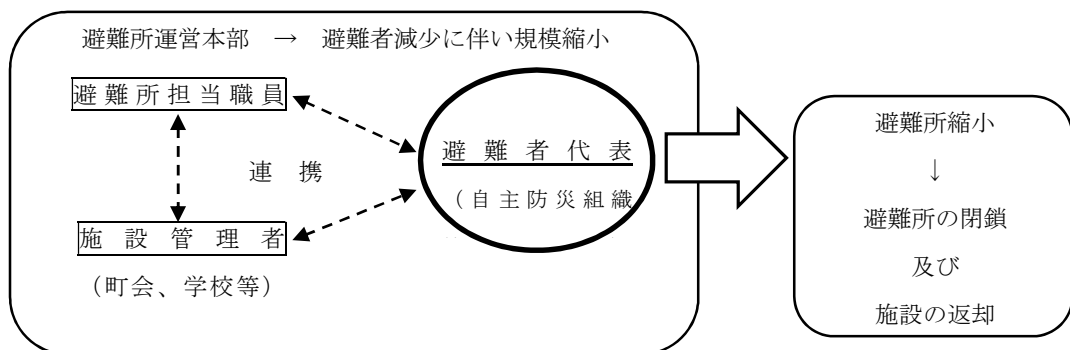 避難所運営本部 → 避難者減少に伴い規模縮小
避難所担当職員
連携
避難者代表
(自主防災組織
施設管理者
(町会、学校等)
避難所縮小
↓
避難所の閉鎖
及び
施設の返却